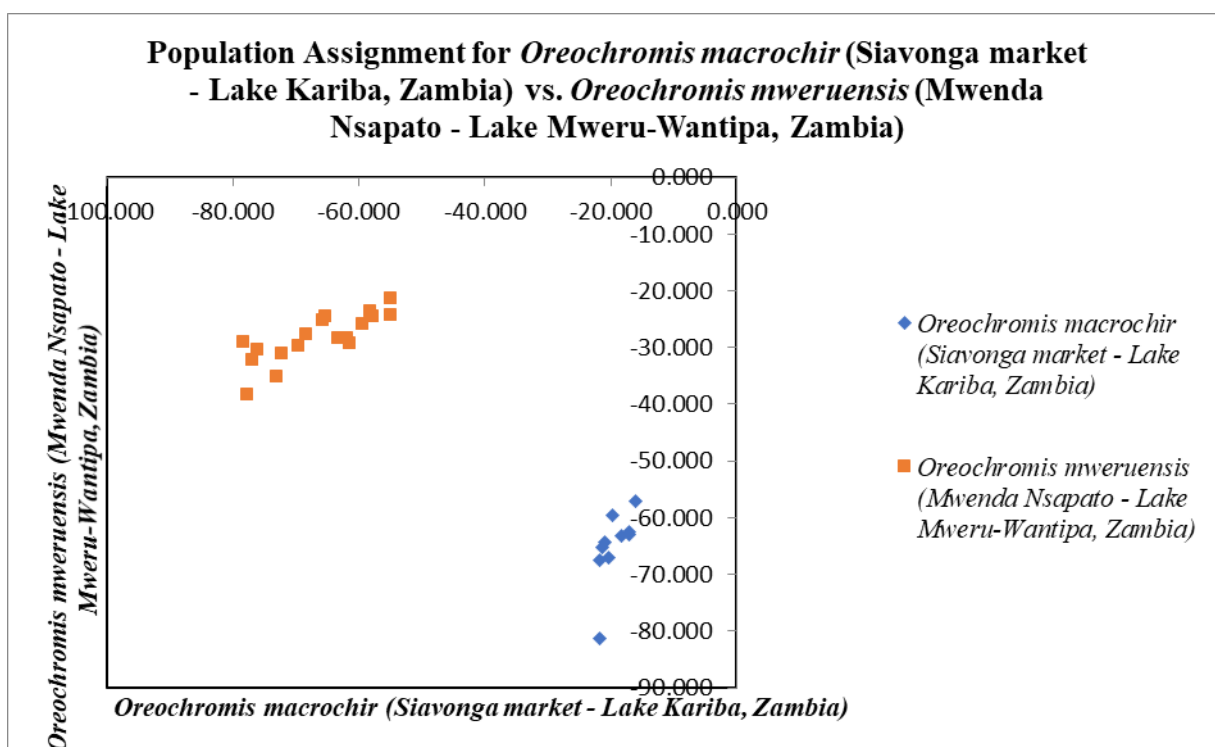 Population Assignment for Oreochromis macrochir (Siavonga market
- Lake Kariba, Zambia) vs. Oreochromis mweruensis (Mwenda
Nsapato - Lake Mweru-Wantipa, Zambia)
0.000
-100.000 -80.000 -60.000 -40.000 -20.000 0.000
-10.000
-20.000
-30.000
-40.000
-50.000
-60.000
-70.000
-80.000
-90.000
Oreochromis mweruensis (Mwenda Nsapato - Lake
Mweru-Wantipa, Zambia)
Oreochromis macrochir (Siavonga market - Lake Kariba, Zambia)
Oreochromis macrochir
(Siavonga market - Lake
Kariba, Zambia)
Oreochromis mweruensis
(Mwenda Nsapato - Lake
Mweru-Wantipa, Zambia)